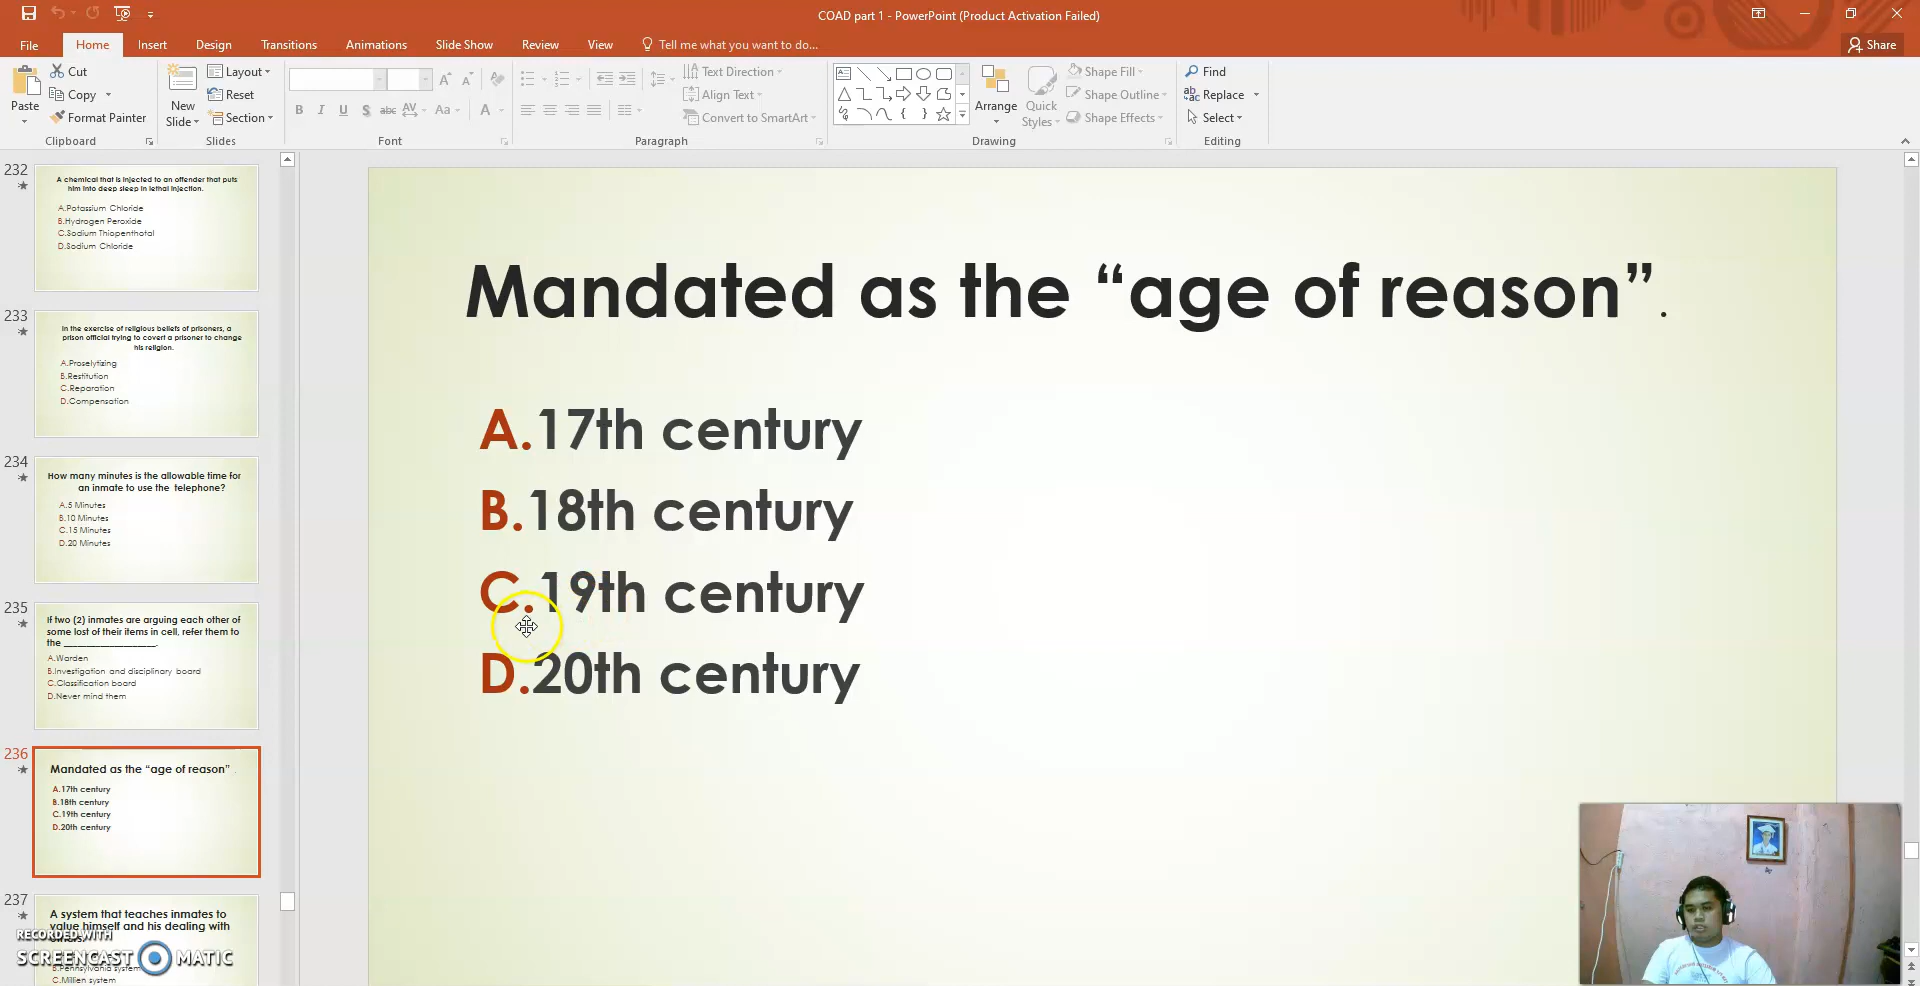 COAD part 1 - PowerPoint (Product Activation Failed)
File Home Insert Design Transitions Animations Slide Show Review View Tell me what you want to do... Share
Paste
Cut
Copy
Format Painter
Clipboard
New Slide
Layout
Reset
Section
Slides
B I U S abc AV Aa A
Font
Text Direction
Align Text
Convert to SmartArt
Paragraph
Arrange
Quick Styles
Shape Fill
Shape Outline
Shape Effects
Drawing
Find
Replace
Select
Editing
232
A chemical that is injected to an offender that puts
him into deep sleep in lethal injection.
A.Potassium Chloride
B.Hydrogen Peroxide
C.Sodium Thiopenthotal
D.Sodium Chloride
233
In the exercise of religious beliefs of prisoners, a
prison official trying to covert a prisoner to change
his religion.
A.Proselytizing
B.Restitution
C.Reparation
D.Compensation
234
How many minutes is the allowable time for
an inmate to use the telephone?
A.5 Minutes
B.10 Minutes
C.15 Minutes
D.20 Minutes
235
If two (2) inmates are arguing each other of
some lost of their items in cell, refer them to
the ____________________.
A.Warden
B.Investigation and disciplinary board
C.Classification board
D.Never mind them
236
Mandated as the “age of reason” .
A.17th century
B.18th century
C.19th century
D.20th century
237
A system that teaches inmates to
value himself and his dealing with
others.
B.Pennsylvania system
C.Millien system
RECORDED WITH
SCREENCAST MATIC
Mandated as the “age of reason” .
A.17th century
B.18th century
C.19th century
D.20th century